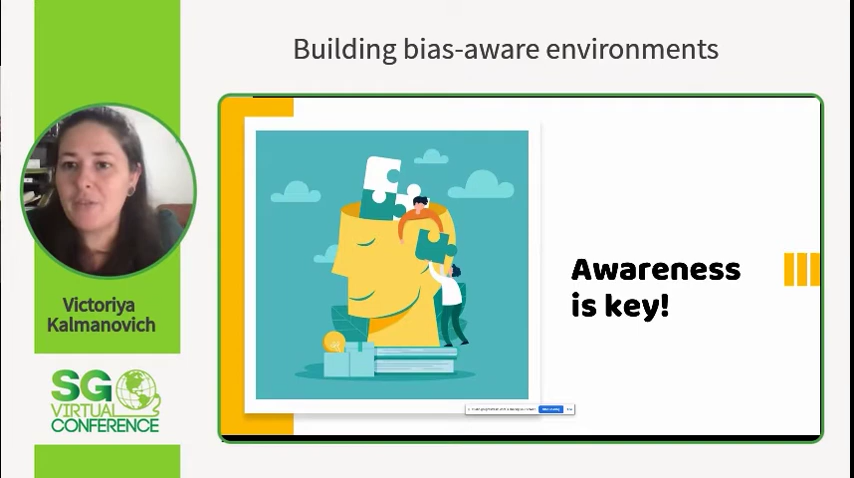 Building bias-aware environments
Awareness
is key!
Victoriya
Kalmanovich
SG
VIRTUAL
CONFERENCE